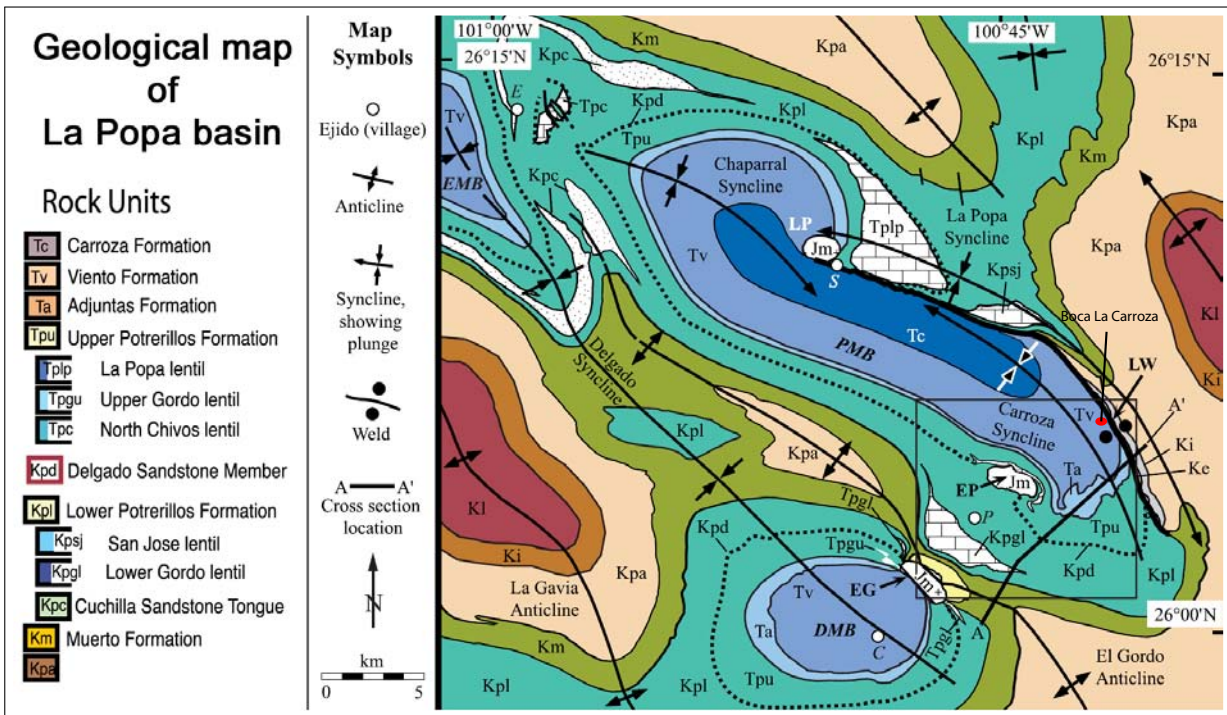 Geological map
of
La Popa basin
Rock Units
Tc Carroza Formation
Tv Viento Formation
Ta Adjuntas Formation
Tpu Upper Potrerillos Formation
Tplp La Popa lentil
Tpgu Upper Gordo lentil
Tpc North Chivos lentil
Kpd Delgado Sandstone Member
Kpl Lower Potrerillos Formation
Kpsj San Jose lentil
Kpgl Lower Gordo lentil
Kpc Cuchilla Sandstone Tongue
Km Muerto Formation
Kpa
Map
Symbols
Ejido (village)
Anticline
Syncline,
showing
plunge
Weld
A A'
Cross section
location
N
km
0 5
101°00'W
26°15'N
100°45'W
26°15'N
Km
Kpa
Kpc
E
Tpc
Kpd
Kpl
Tpu
Tv
EMB
Kpc
Chaparral
Syncline
LP
Jm
S
Tplp
La Popa
Syncline
Kpl
Km
Kpa
Kpa
Kpsj
Tv
Tc
PMB
Boca La Carroza
LW
Kl
Ki
A'
Ki
Ke
Tv
Carroza
Syncline
Ta
Delgado
Syncline
Kpl
Kpa
Tpgl
EP
Jm
P
Kpgl
Tpu
Kpd
Kpl
Kl
Ki
Kpa
La Gavia
Anticline
Km
Kpl
Kpd
Tpgu
EG
Jm
Tv
Ta
DMB
C
Tpgl
A
Tpu
Kpl
26°00'N
El Gordo
Anticline